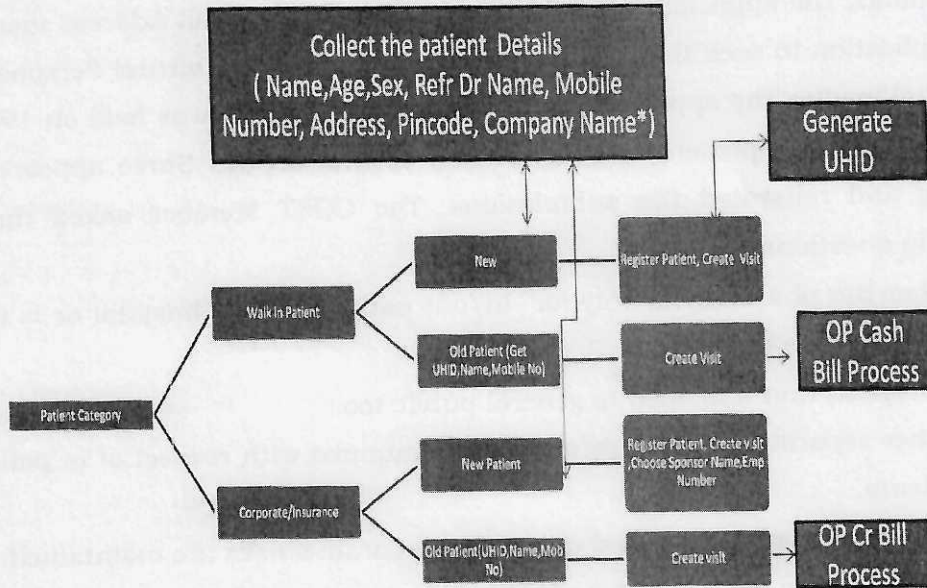 Collect the patient Details
( Name,Age,Sex, Refr Dr Name, Mobile
Number, Address, Pincode, Company Name*)
Generate
UHID
New
Register Patient, Create Visit
Walk In Patient
Old Patient (Get
UHID,Name,Mobile No)
Create Visit
OP Cash
Bill Process
Patient Category
New Patient
Register Patient, Create visit
,Choose Sponsor Name,Emp
Number
Corporate/Insurance
Old Patient(UHID,Name,Mob
No)
Create visit
OP Cr Bill
Process